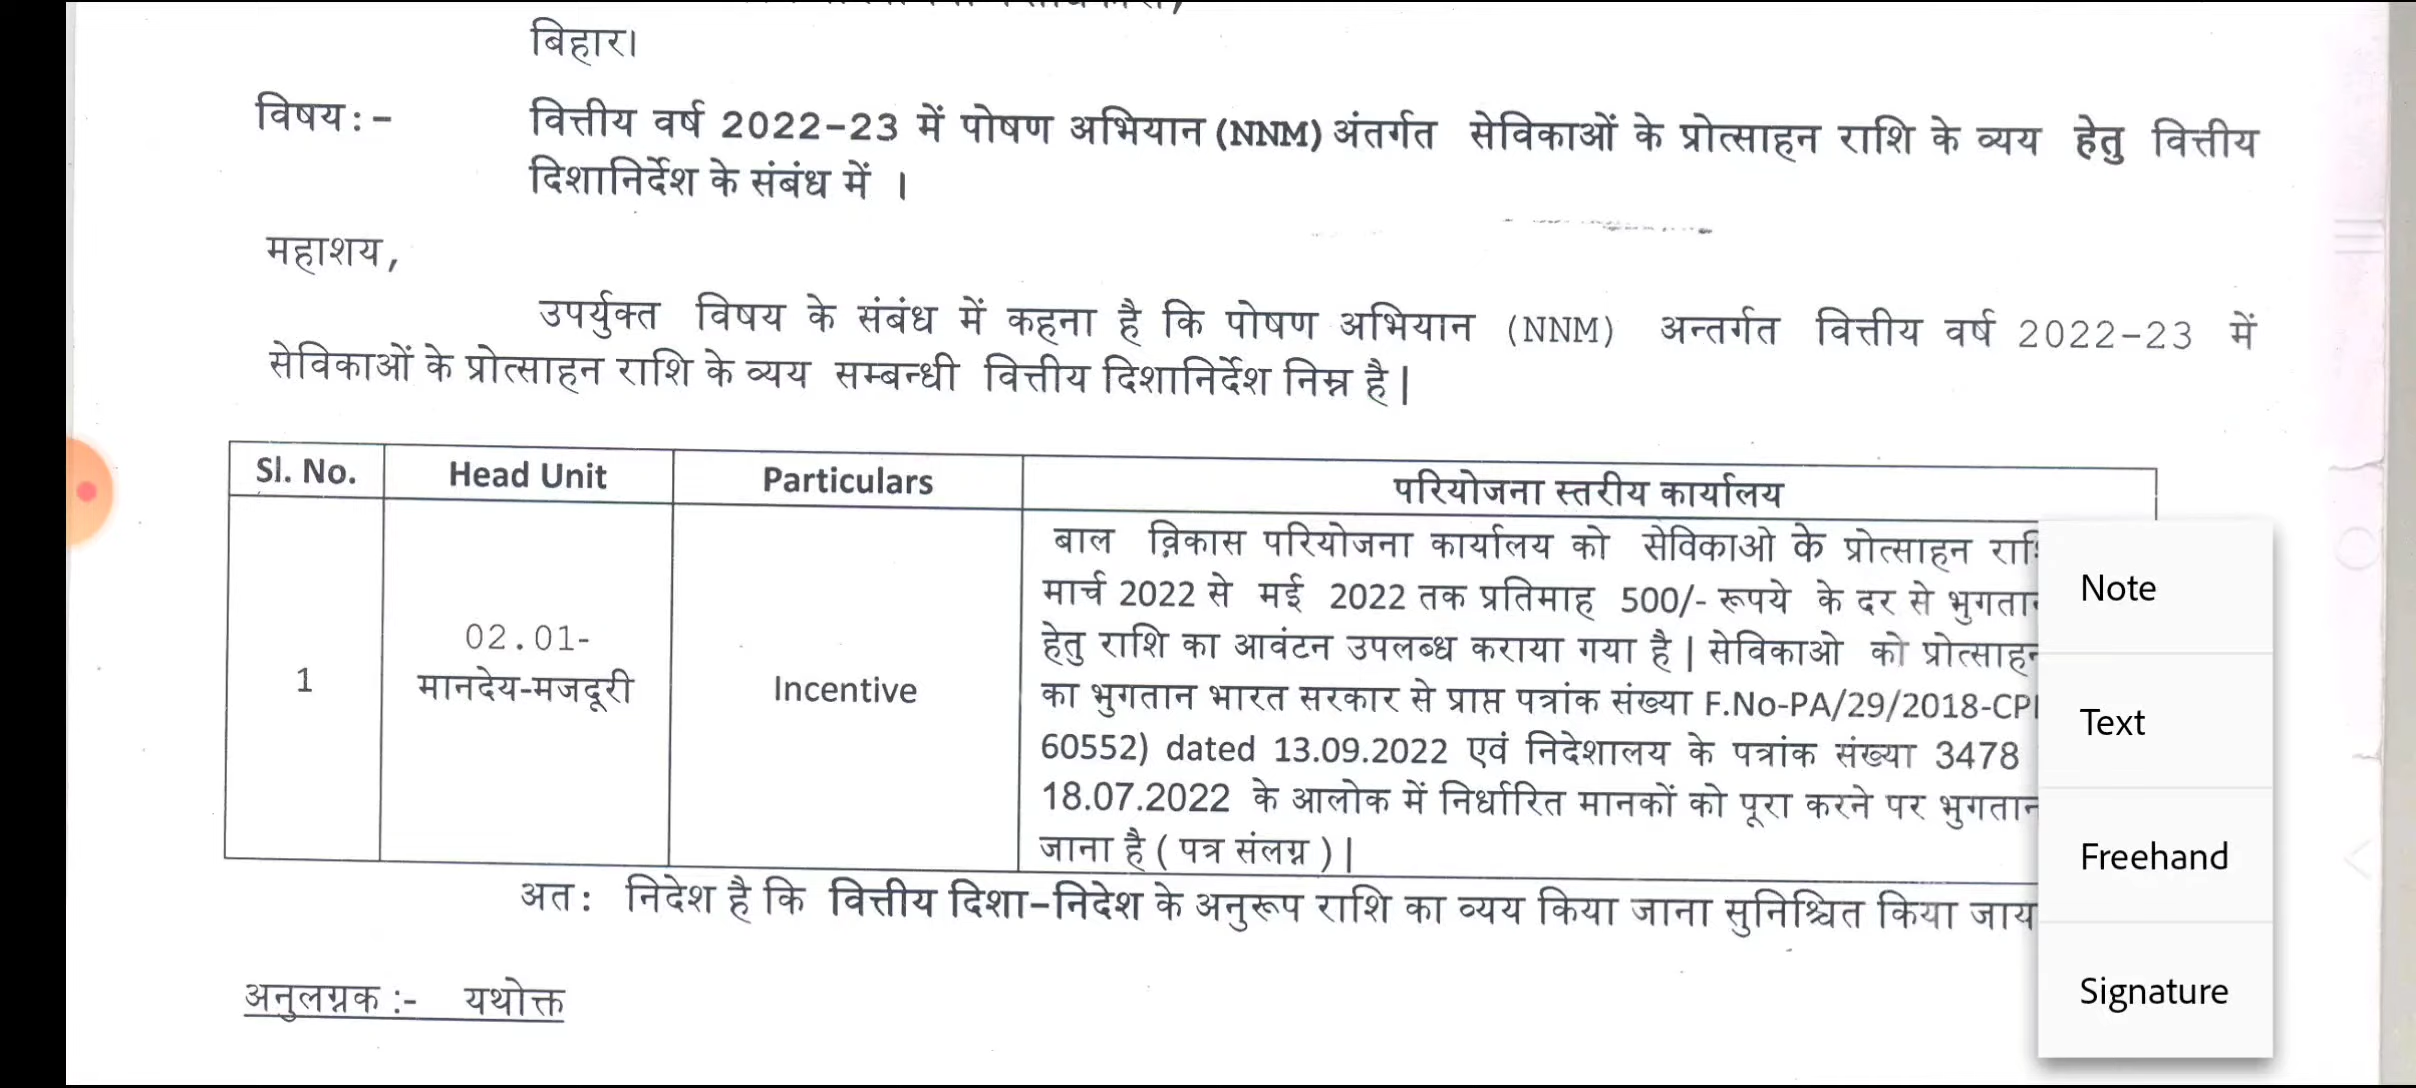 बिहार।
विषय:- वित्तीय वर्ष 2022-23 में पोषण अभियान (NNM) अंतर्गत सेविकाओं के प्रोत्साहन राशि के व्यय हेतु वित्तीय
दिशानिर्देश के संबंध में ।
महाशय,
उपर्युक्त विषय के संबंध में कहना है कि पोषण अभियान (NNM) अन्तर्गत वित्तीय वर्ष 2022-23 में
सेविकाओं के प्रोत्साहन राशि के व्यय सम्बन्धी वित्तीय दिशानिर्देश निम्न है|
Sl. No. Head Unit Particulars परियोजना स्तरीय कार्यालय
1
02.01-
मानदेय-मजदूरी
Incentive
बाल विकास परियोजना कार्यालय को सेविकाओ के प्रोत्साहन
मार्च 2022 से मई 2022 तक प्रतिमाह 500/- रूपये के दर से
हेतु राशि का आवंटन उपलब्ध कराया गया है | सेविकाओ को
का भुगतान भारत सरकार से प्राप्त पत्रांक संख्या F.No-PA/29/2018-
60552) dated 13.09.2022 एवं निदेशालय के पत्रांक संख्या 3478
18.07.2022 के आलोक में निर्धारित मानकों को पूरा करने पर
जाना है ( पत्र संलग्न ) |
अत: निदेश है कि वित्तीय दिशा-निदेश के अनुरूप राशि का व्यय किया जाना सुनिश्चित किया जाय
अनुलग्नक :- यथोक्त
Note
Text
Freehand
Signature